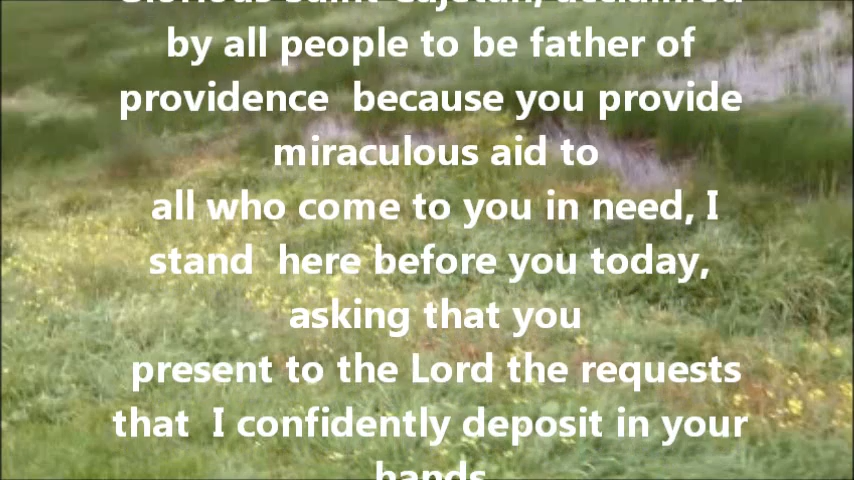 Glorious Saint Cajetan, acclaimed
by all people to be father of
providence because you provide
miraculous aid to
all who come to you in need, I
stand here before you today,
asking that you
present to the Lord the requests
that I confidently deposit in your
hands